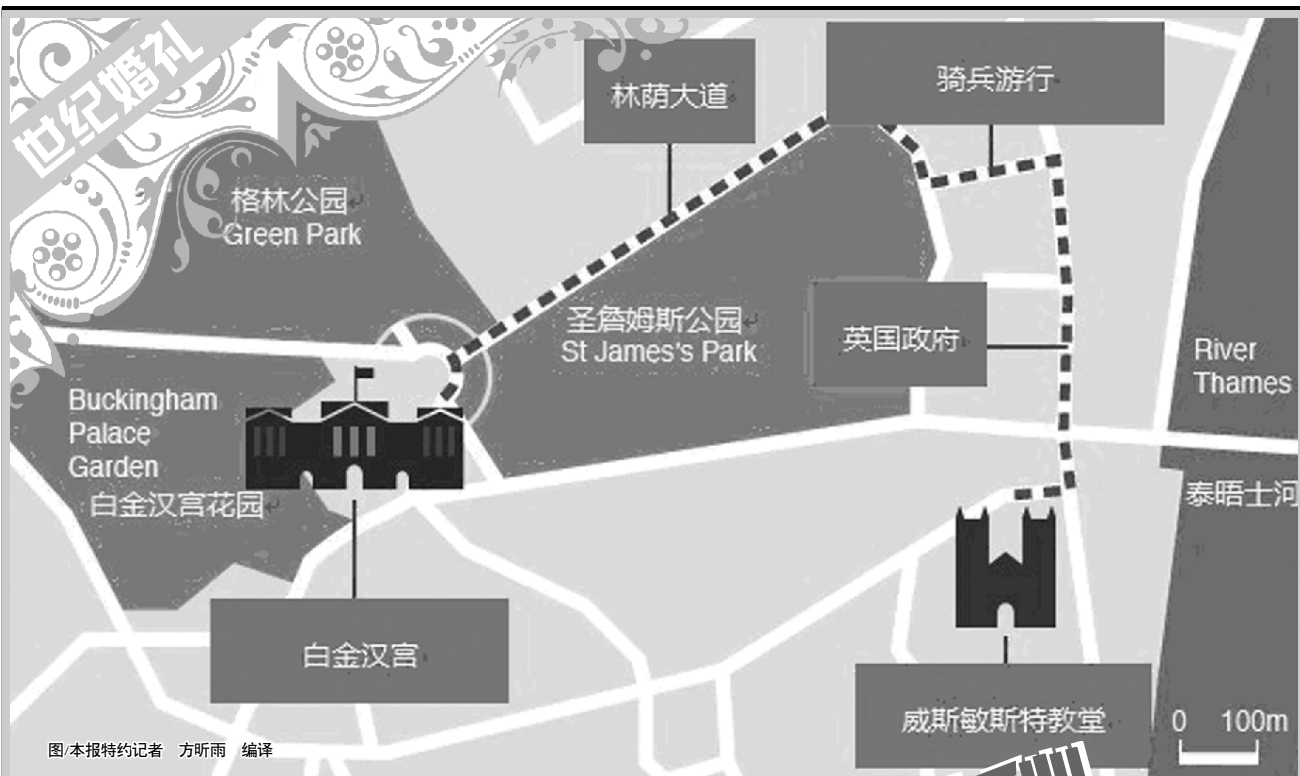 世纪婚礼
林荫大道
骑兵游行
格林公园
Green Park
圣詹姆斯公园
St James's Park
英国政府
River
Thames
Buckingham
Palace
Garden
白金汉宫花园
泰晤士河
白金汉宫
威斯敏斯特教堂
0 100m
图/本报特约记者 方昕雨 编译